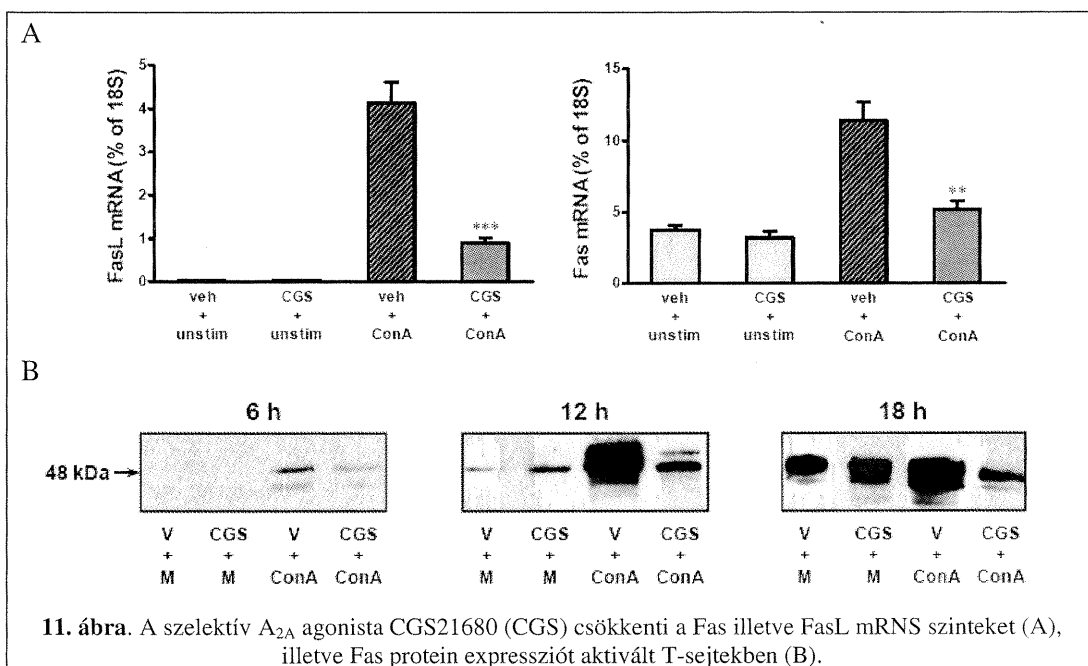 A
FasL mRNA (% of 18S)
5
4
3
2
1
0
***
veh + unstim
CGS + unstim
veh + ConA
CGS + ConA
Fas mRNA (% of 18S)
15
10
5
0
**
veh + unstim
CGS + unstim
veh + ConA
CGS + ConA
B
6 h
12 h
18 h
48 kDa→
V + M
CGS + M
V + ConA
CGS + ConA
V + M
CGS + M
V + ConA
CGS + ConA
V + M
CGS + M
V + ConA
CGS + ConA
11. ábra. A szelektív A2A agonista CGS21680 (CGS) csökkenti a Fas illetve FasL mRNS szinteket (A),
illetve Fas protein expressziót aktivált T-sejtekben (B).